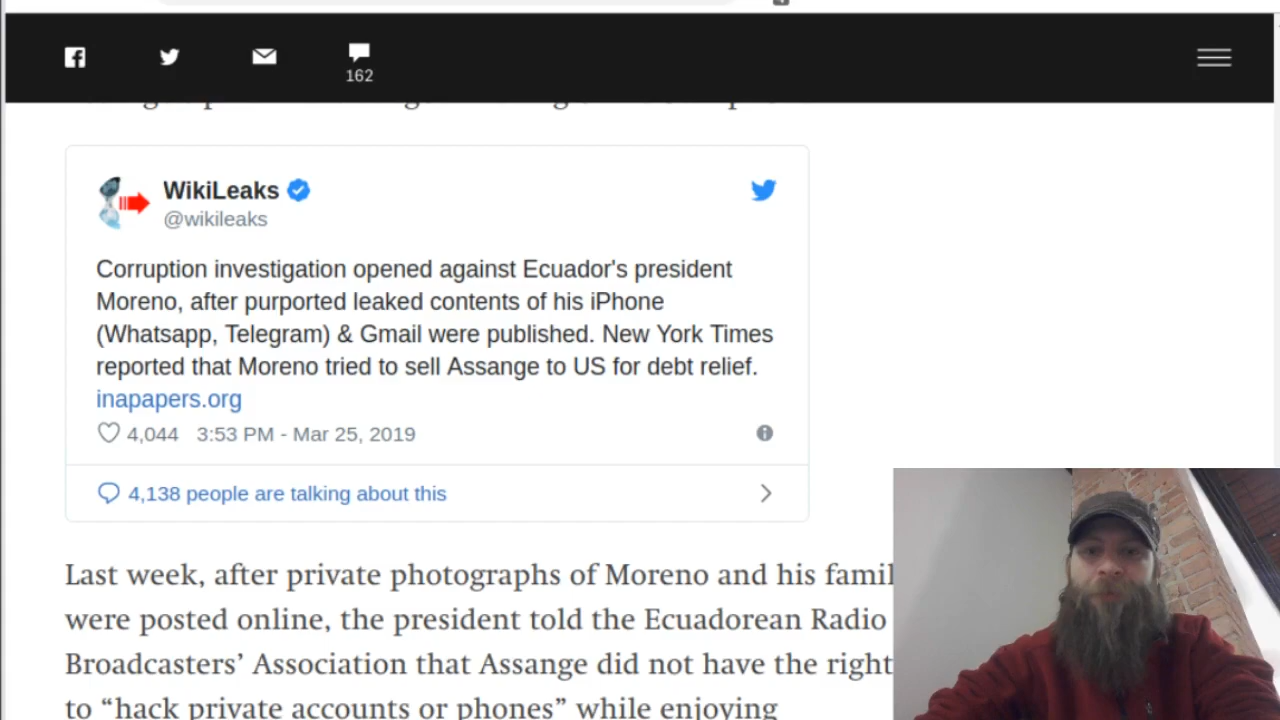 162
WikiLeaks
@wikileaks
Corruption investigation opened against Ecuador's president
Moreno, after purported leaked contents of his iPhone
(Whatsapp, Telegram) & Gmail were published. New York Times
reported that Moreno tried to sell Assange to US for debt relief.
inapapers.org
4,044 3:53 PM - Mar 25, 2019
4,138 people are talking about this
Last week, after private photographs of Moreno and his famil
were posted online, the president told the Ecuadorean Radio
Broadcasters’ Association that Assange did not have the right
to “hack private accounts or phones” while enjoying